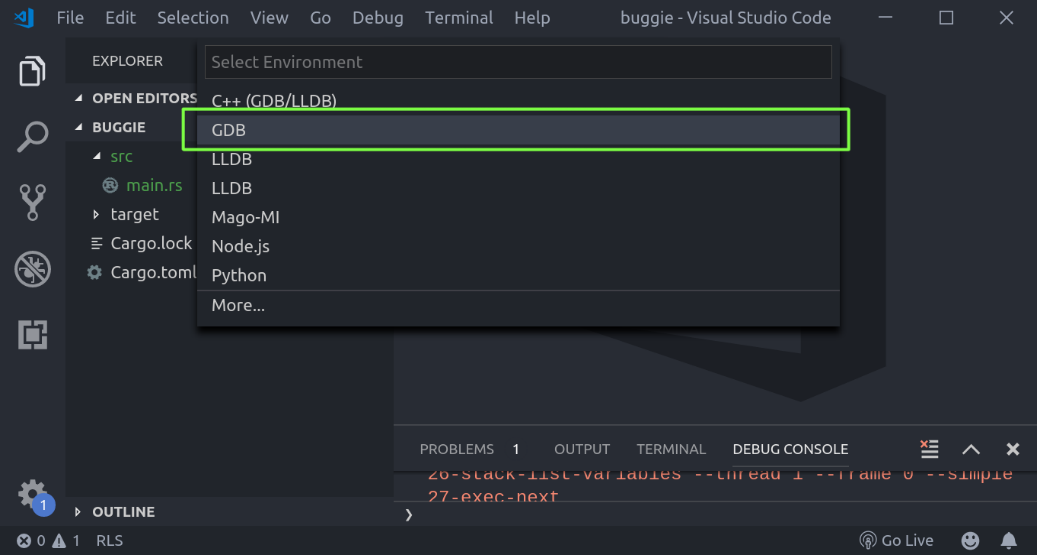 File Edit Selection View Go Debug Terminal Help buggie - Visual Studio Code
EXPLORER
Select Environment
OPEN EDITORS
C++ (GDB/LLDB)
BUGGIE
GDB
src
LLDB
main.rs
LLDB
target
Mago-MI
Cargo.lock
Node.js
Cargo.toml
Python
More...
PROBLEMS 1 OUTPUT TERMINAL DEBUG CONSOLE
26-stack-list-variables --thread 1 --frame 0 --simple
27-exec-next
1
OUTLINE
0 1 RLS Go Live